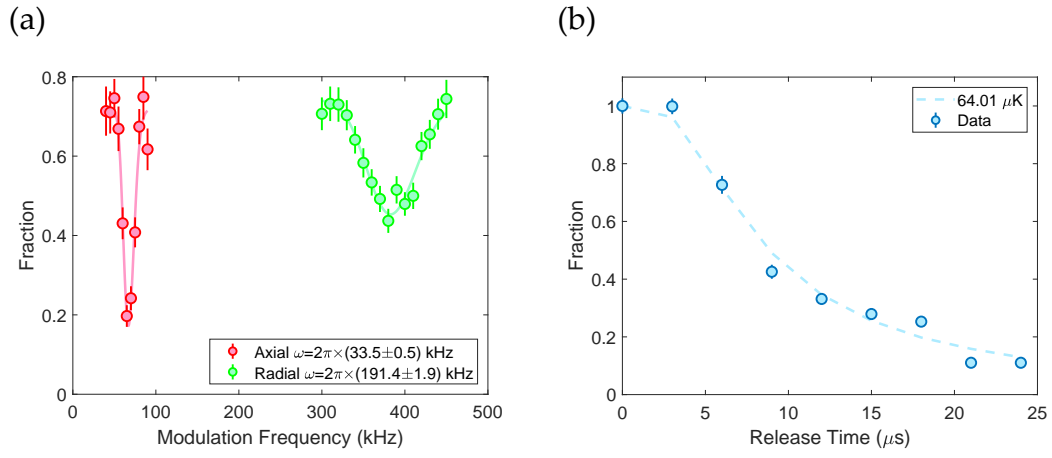 (a)
(b)
0.8
0.6
0.4
0.2
0
Fraction
0 100 200 300 400 500
Modulation Frequency (kHz)
Axial ω=2π×(33.5±0.5) kHz
Radial ω=2π×(191.4±1.9) kHz
1
0.8
0.6
0.4
0.2
0
Fraction
0 5 10 15 20 25
Release Time (μs)
64.01 μK
Data